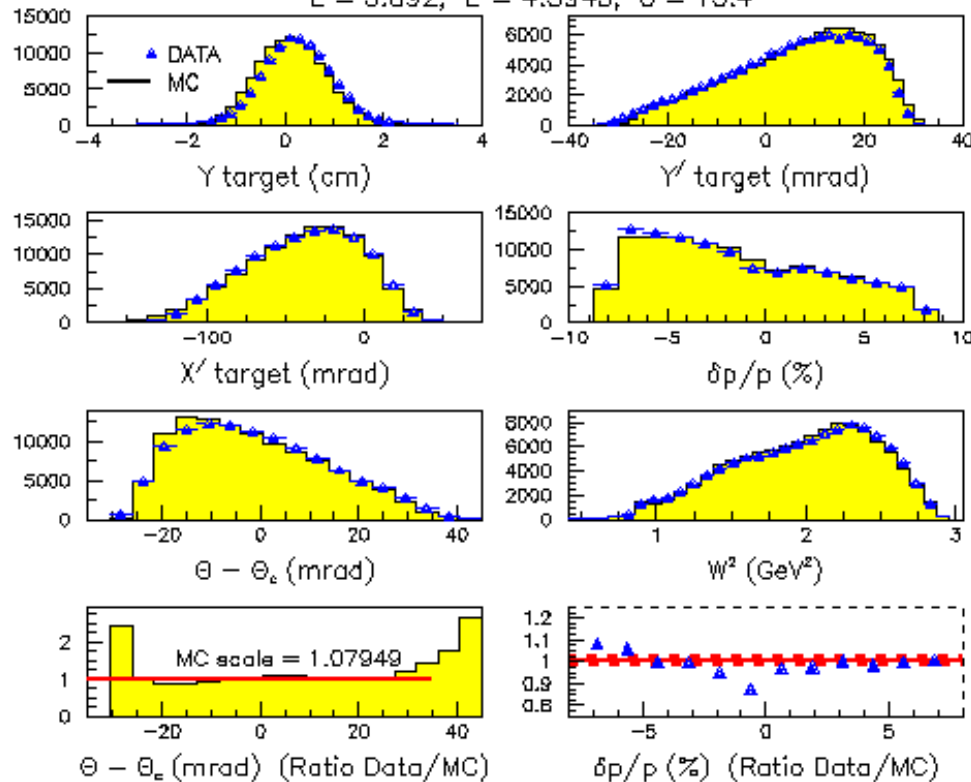 15000
10000
5000
0
DATA
MC
−4 −2 0 2 4
Y target (cm)
6000
4000
2000
0
−40 −20 0 20 40
Y′ target (mrad)
15000
10000
5000
0
−100 0
X′ target (mrad)
15000
10000
5000
0
−10 −5 0 5 10
δp/p (%)
10000
5000
0
−20 0 20 40
Θ − Θc (mrad)
8000
6000
4000
2000
0
1 2 3
W² (GeV²)
2
1
0
MC scale = 1.07949
−20 0 20 40
Θ − Θc (mrad) (Ratio Data/MC)
1.2
1.1
1
0.9
0.8
−5 0 5
δp/p (%) (Ratio Data/MC)